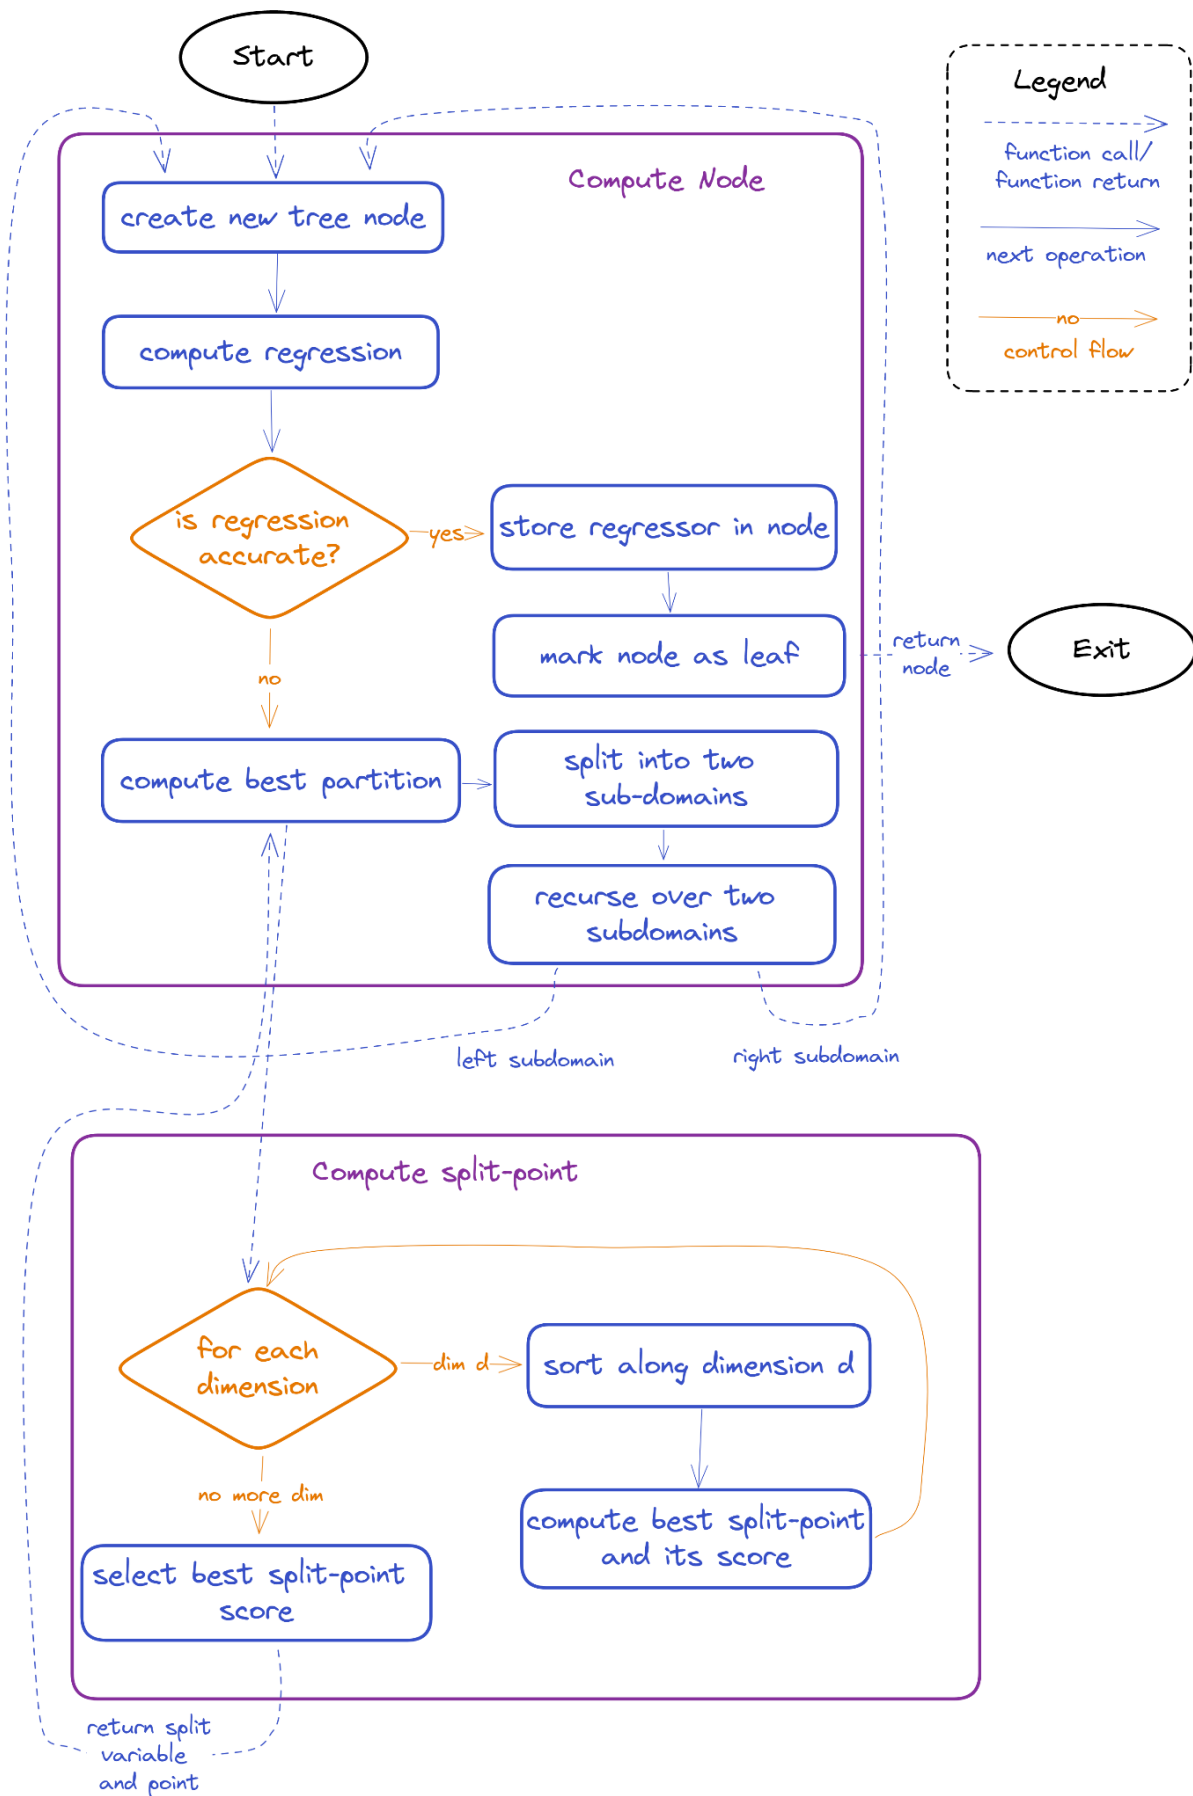 Start
Legend
function call/
function return
next operation
no
control flow
Compute Node
create new tree node
compute regression
is regression
accurate?
yes
store regressor in node
mark node as leaf
return
node
Exit
no
compute best partition
split into two
sub-domains
recurse over two
subdomains
left subdomain
right subdomain
Compute split-point
for each
dimension
dim d
sort along dimension d
no more dim
compute best split-point
and its score
select best split-point
score
return split
variable
and point